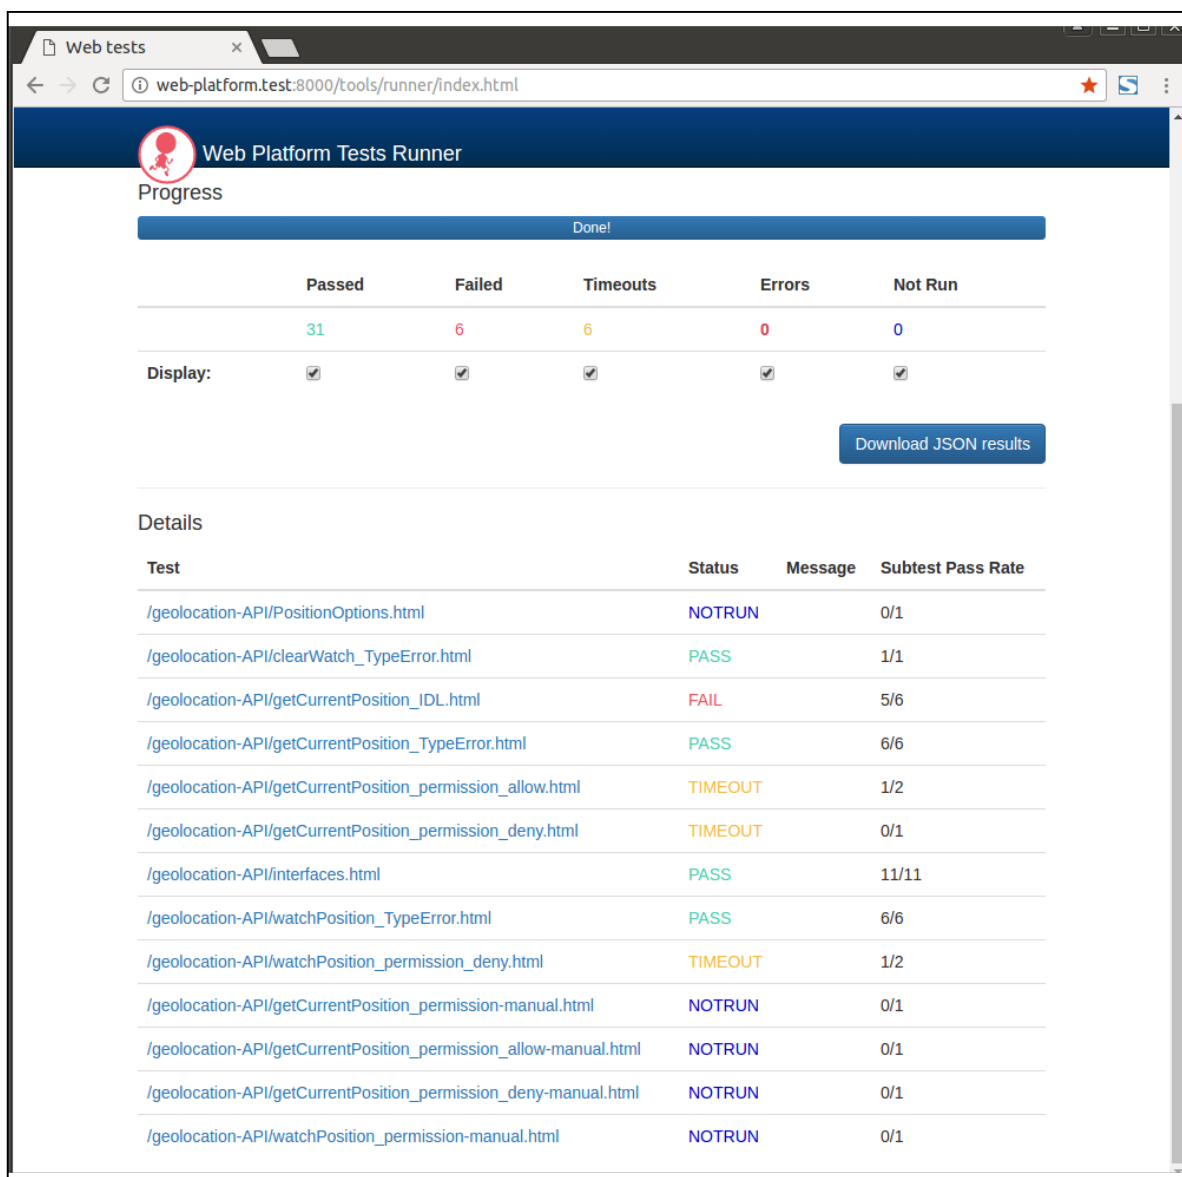 Web tests
web-platform.test:8000/tools/runner/index.html
Web Platform Tests Runner
Progress
Done!
Passed Failed Timeouts Errors Not Run
31 6 6 0 0
Display:
Download JSON results
Details
Test Status Message Subtest Pass Rate
/geolocation-API/PositionOptions.html NOTRUN 0/1
/geolocation-API/clearWatch_TypeError.html PASS 1/1
/geolocation-API/getCurrentPosition_IDL.html FAIL 5/6
/geolocation-API/getCurrentPosition_TypeError.html PASS 6/6
/geolocation-API/getCurrentPosition_permission_allow.html TIMEOUT 1/2
/geolocation-API/getCurrentPosition_permission_deny.html TIMEOUT 0/1
/geolocation-API/interfaces.html PASS 11/11
/geolocation-API/watchPosition_TypeError.html PASS 6/6
/geolocation-API/watchPosition_permission_deny.html TIMEOUT 1/2
/geolocation-API/getCurrentPosition_permission-manual.html NOTRUN 0/1
/geolocation-API/getCurrentPosition_permission_allow-manual.html NOTRUN 0/1
/geolocation-API/getCurrentPosition_permission_deny-manual.html NOTRUN 0/1
/geolocation-API/watchPosition_permission-manual.html NOTRUN 0/1